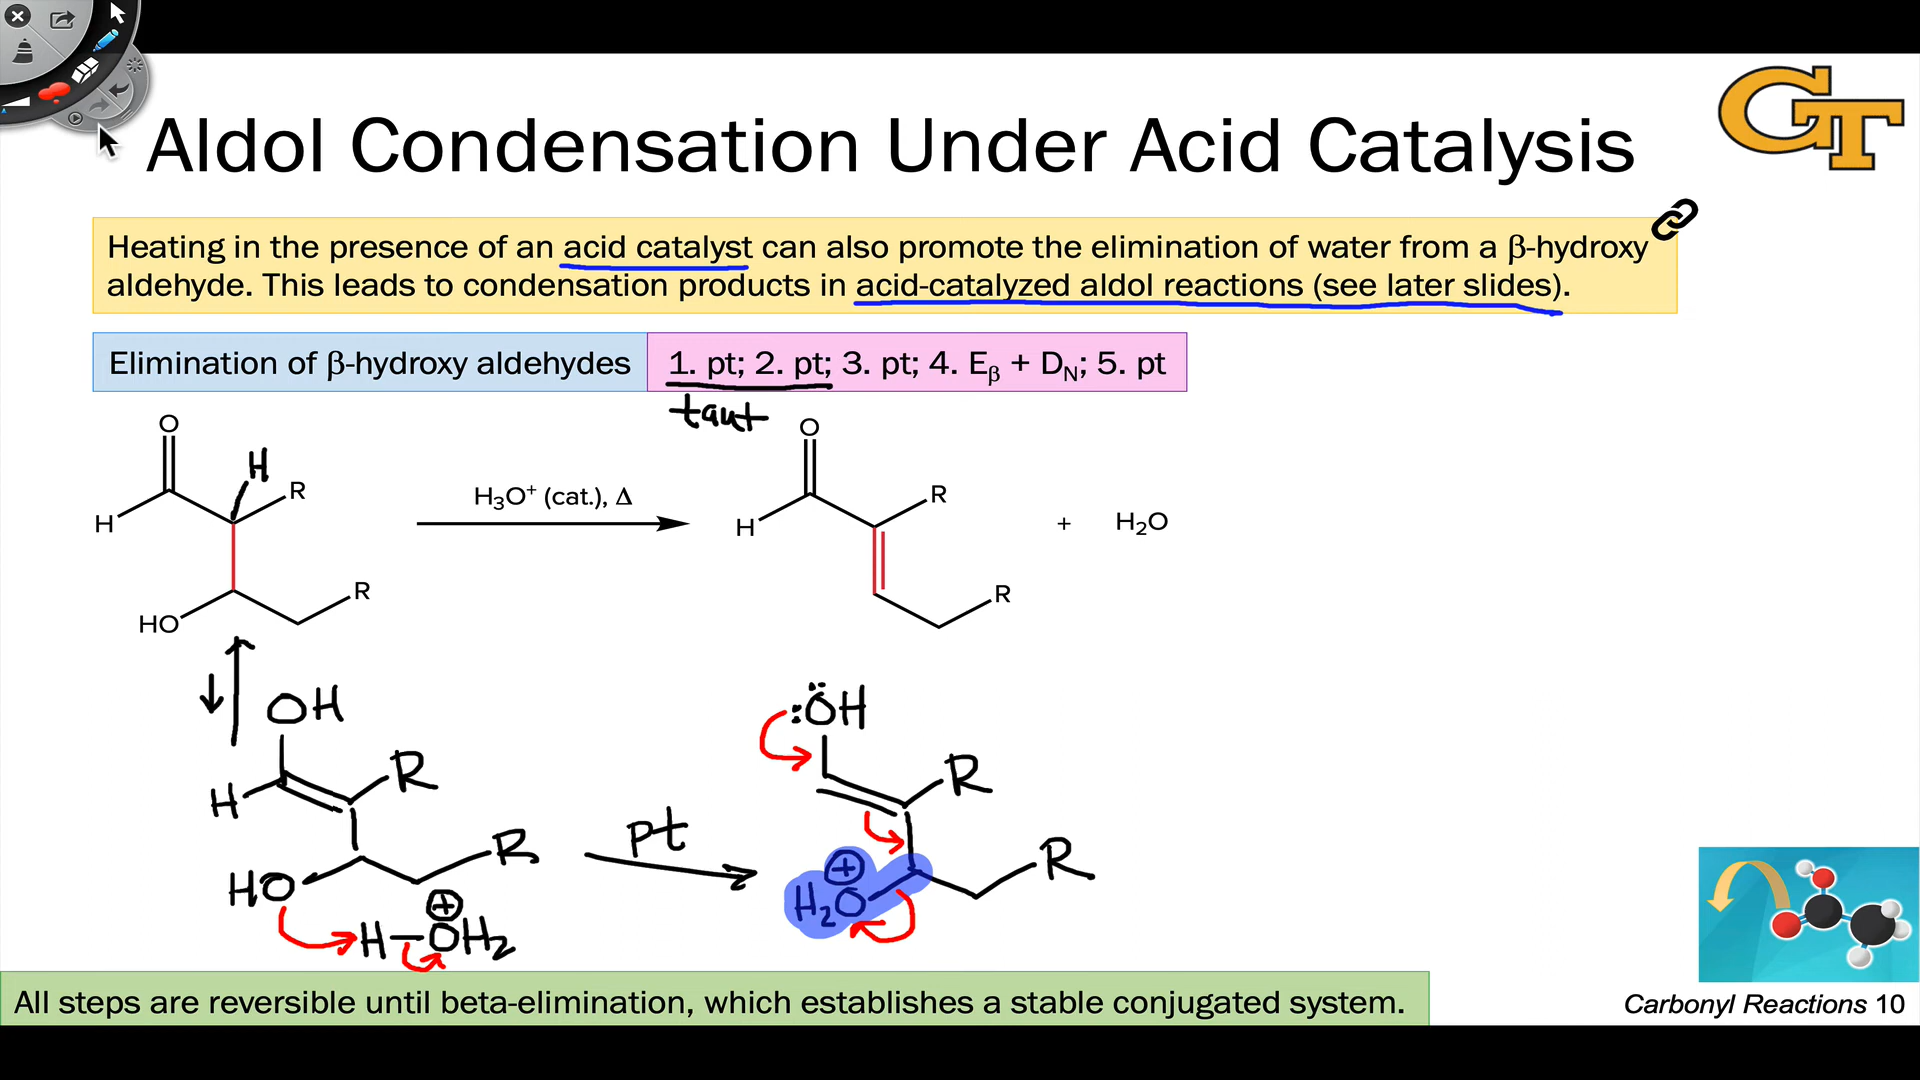 Aldol Condensation Under Acid Catalysis
GT
Heating in the presence of an acid catalyst can also promote the elimination of water from a β-hydroxy
aldehyde. This leads to condensation products in acid-catalyzed aldol reactions (see later slides).
Elimination of β-hydroxy aldehydes
1. pt; 2. pt; 3. pt; 4. Eβ + DN; 5. pt
taut
O
H
R
H
HO
R
H₃O⁺ (cat.), Δ
O
R
H
R
+ H₂O
OH
H
R
HO
R
H–OH₂
⊕
pt
:ÖH
R
⊕
H₂O
R
All steps are reversible until beta-elimination, which establishes a stable conjugated system.
Carbonyl Reactions 10